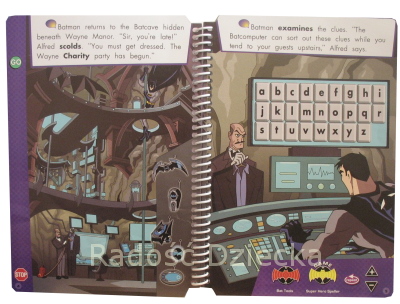 Batman returns to the Batcave hidden
beneath Wayne Manor. "Sir, you're late!"
Alfred scolds. "You must get dressed. The
Wayne Charity party has begun."
GO
STOP
Batman examines the clues. "The
Batcomputer can sort out these clues while you
tend to your guests upstairs," Alfred says.
a b c d e f g h i
j k l m n o p q r
s t u v w x y z
GAME
Bat Tools
Super Hero Speller
Radość Dziecka